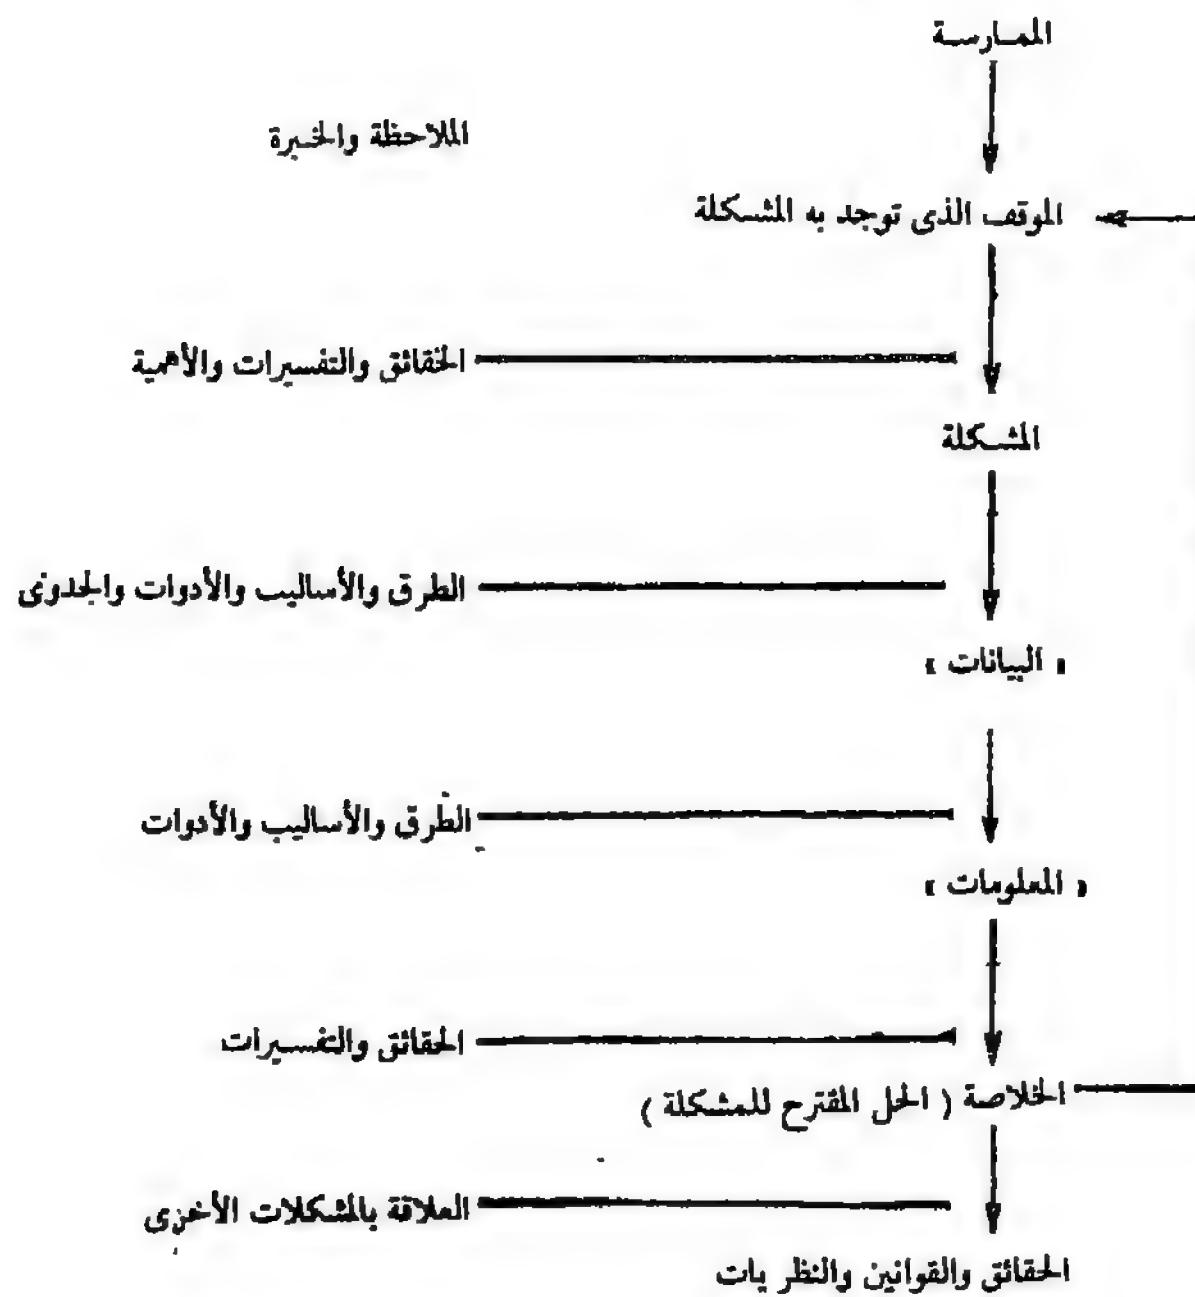 الممارسة
الملاحظة والخبرة
الموقف الذى توجد به المشكلة
الحقائق والتفسيرات والأهمية
المشكلة
الطرق والأساليب والأدوات والجدوى
« البيانات »
الطرق والأساليب والأدوات
« المعلومات »
الحقائق والتفسيرات
الخلاصة ( الحل المقترح للمشكلة )
العلاقة بالمشكلات الأخرى
الحقائق والقوانين والنظريات